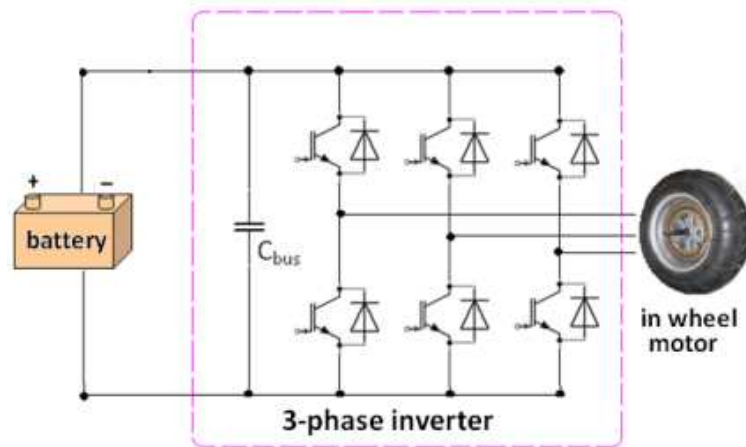 + −
battery
C_bus
in wheel
motor
3-phase inverter